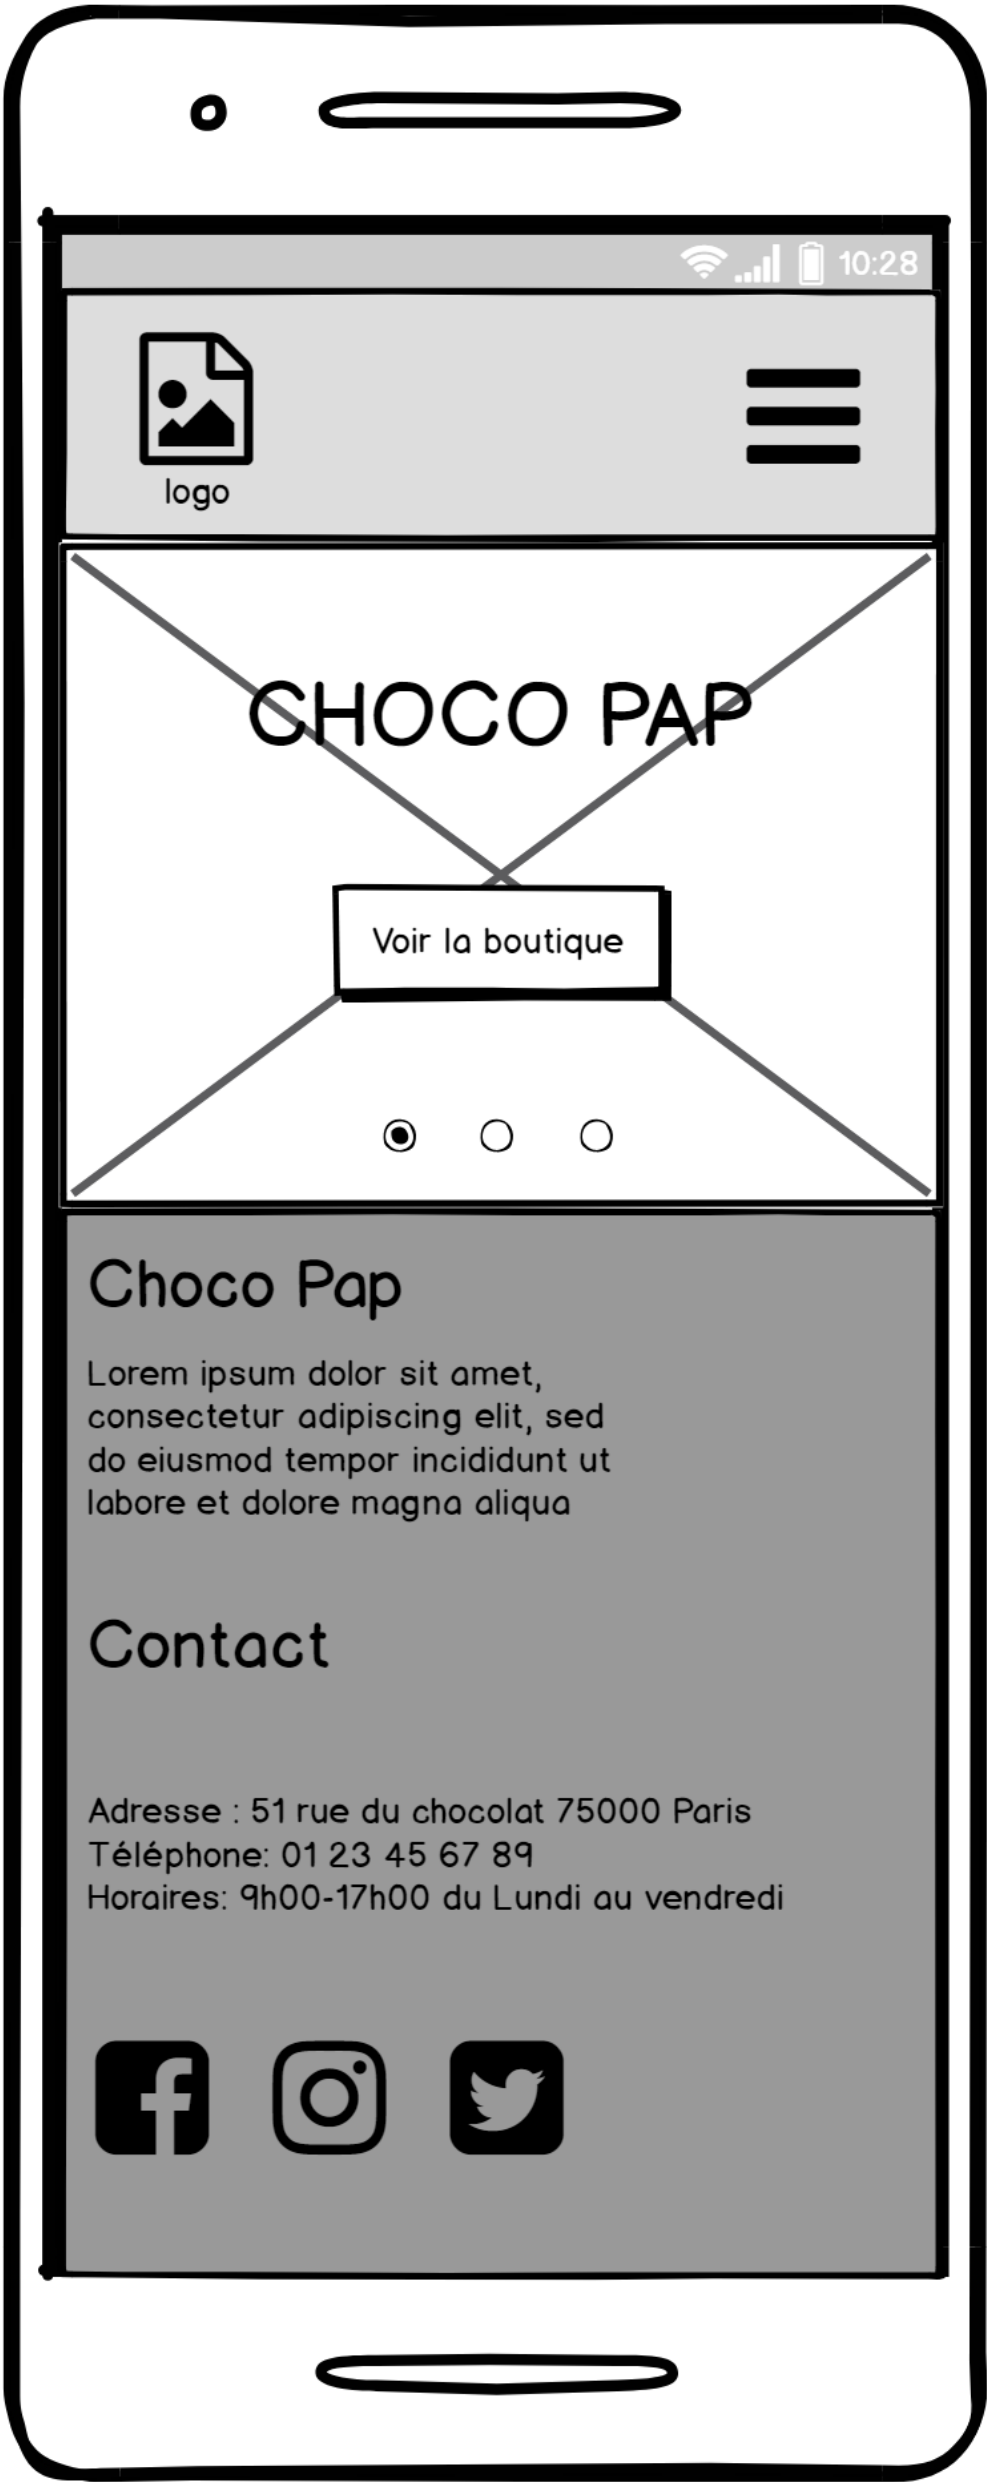 10:28
logo
CHOCO PAP
Voir la boutique
Choco Pap
Lorem ipsum dolor sit amet,
consectetur adipiscing elit, sed
do eiusmod tempor incididunt ut
labore et dolore magna aliqua
Contact
Adresse : 51 rue du chocolat 75000 Paris
Téléphone: 01 23 45 67 89
Horaires: 9h00-17h00 du Lundi au vendredi